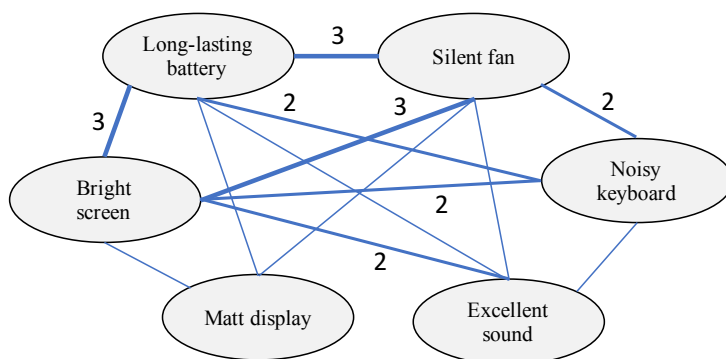 3
Long-lasting
battery
Silent fan
2
3
2
3
Noisy
keyboard
Bright
screen
2
2
Matt display
Excellent
sound